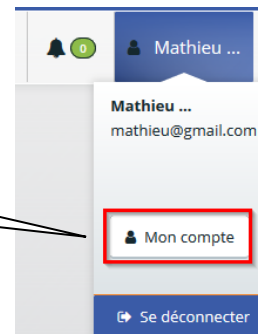 0 Mathieu ...
Mathieu ...
mathieu@gmail.com
Mon compte
Se déconnecter